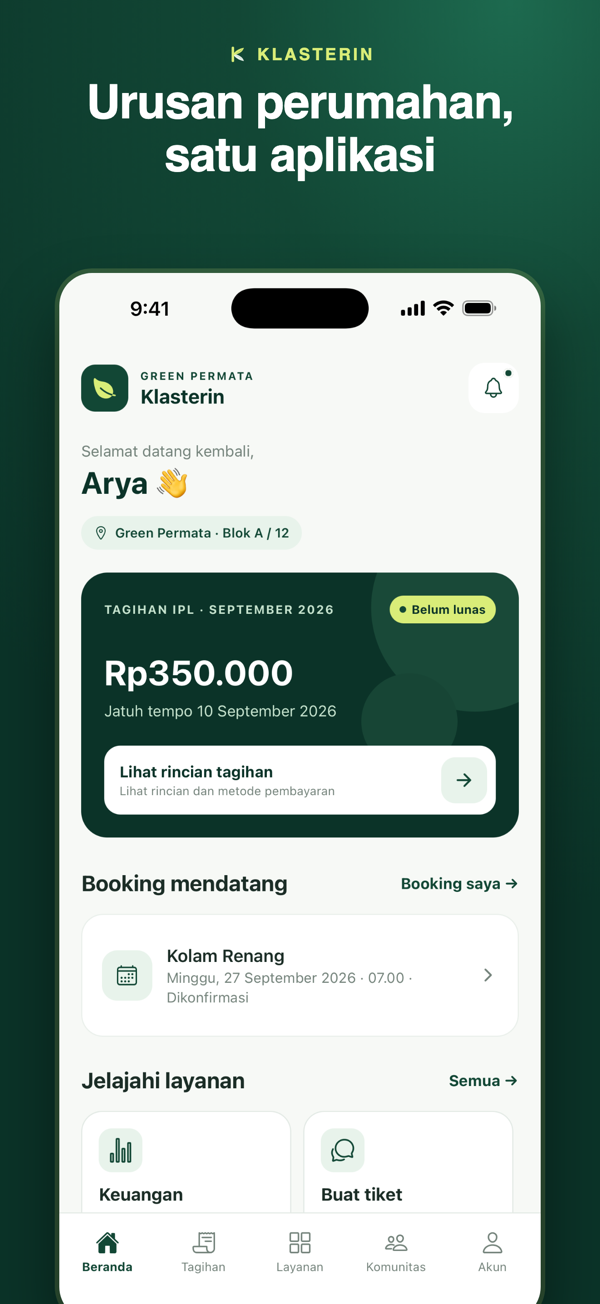 KLASTERIN
Urusan perumahan,
satu aplikasi
9:41
GREEN PERMATA
Klasterin
Selamat datang kembali,
Arya 👋
Green Permata · Blok A / 12
TAGIHAN IPL · SEPTEMBER 2026
Belum lunas
Rp350.000
Jatuh tempo 10 September 2026
Lihat rincian tagihan
Lihat rincian dan metode pembayaran
Booking mendatang
Booking saya →
Kolam Renang
Minggu, 27 September 2026 · 07.00 ·
Dikonfirmasi
Jelajahi layanan
Semua →
Keuangan
Buat tiket
Beranda
Tagihan
Layanan
Komunitas
Akun